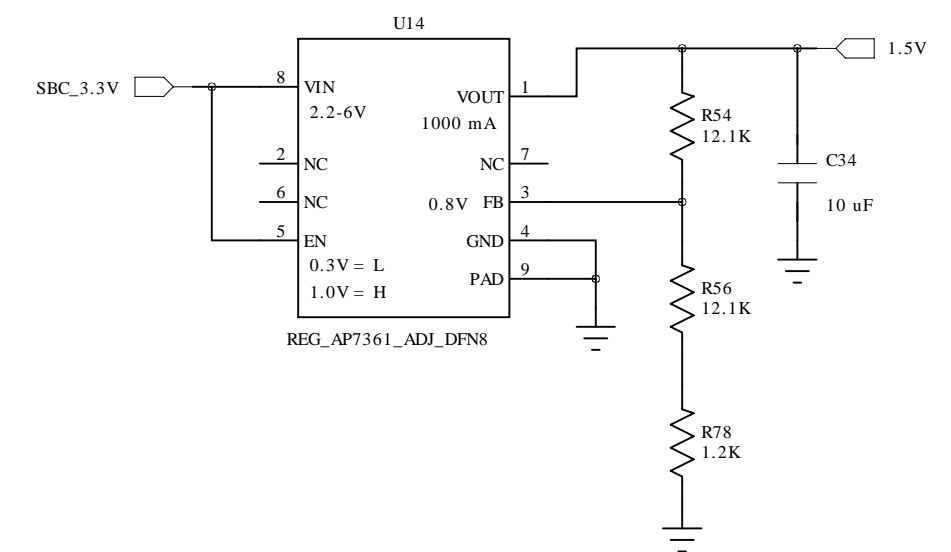 U14
SBC_3.3V
8
VIN
2.2-6V
VOUT
1
1000 mA
2
NC
NC
7
6
NC
0.8V FB
3
5
EN
GND
4
0.3V = L
PAD
9
1.0V = H
REG_AP7361_ADJ_DFN8
1.5V
R54
12.1K
C34
10 uF
R56
12.1K
R78
1.2K